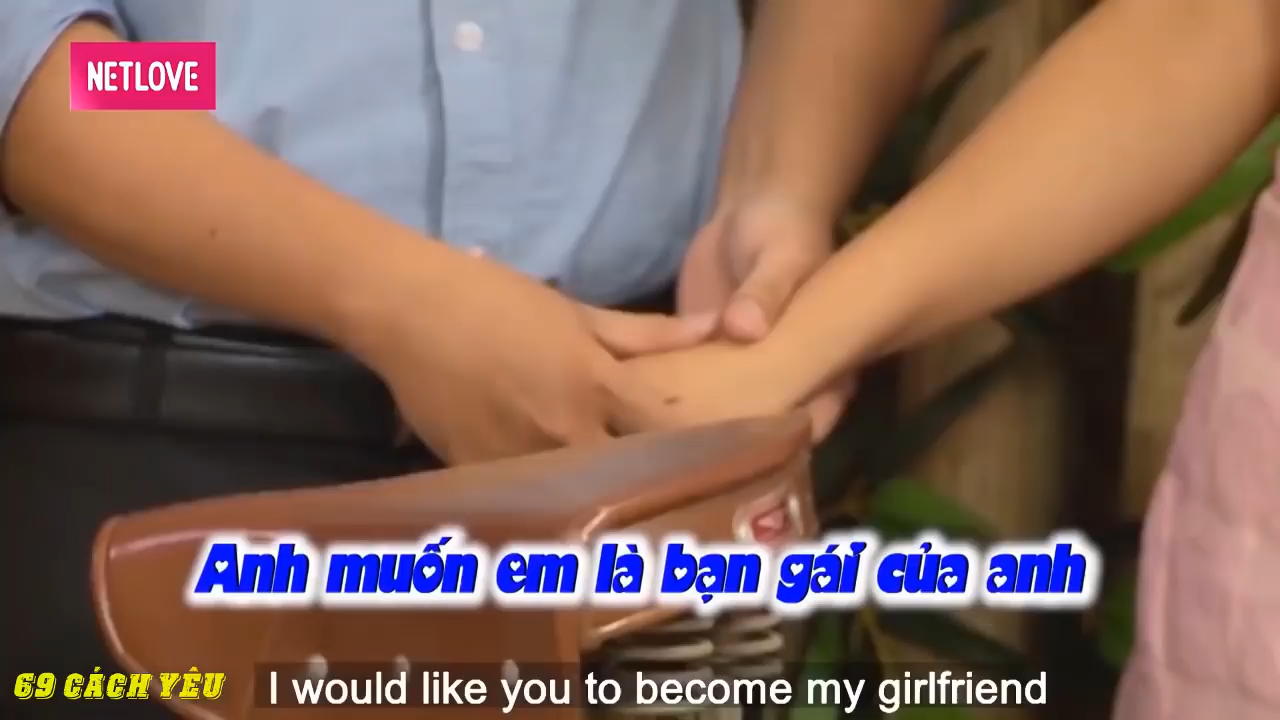 NETLOVE
Anh muốn em là bạn gái của anh
69 CÁCH YÊU
I would like you to become my girlfriend